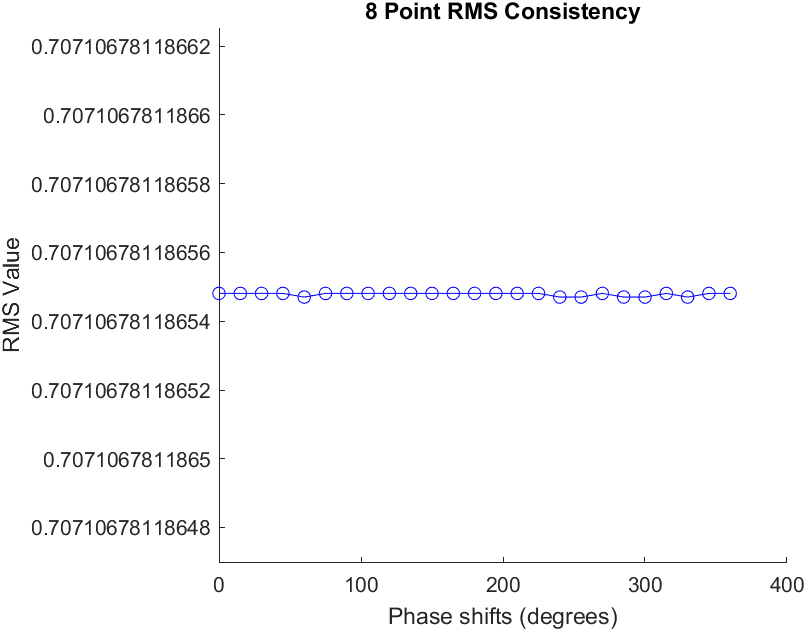 8 Point RMS Consistency
0.70710678118662
0.7071067811866
0.70710678118658
0.70710678118656
0.70710678118654
0.70710678118652
0.7071067811865
0.70710678118648
RMS Value
0 100 200 300 400
Phase shifts (degrees)